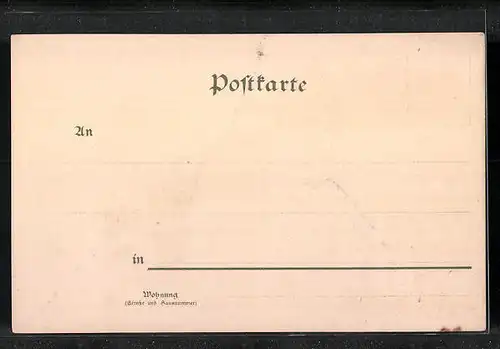 Postkarte
An
in
Wohnung
(Straße und Hausnummer)